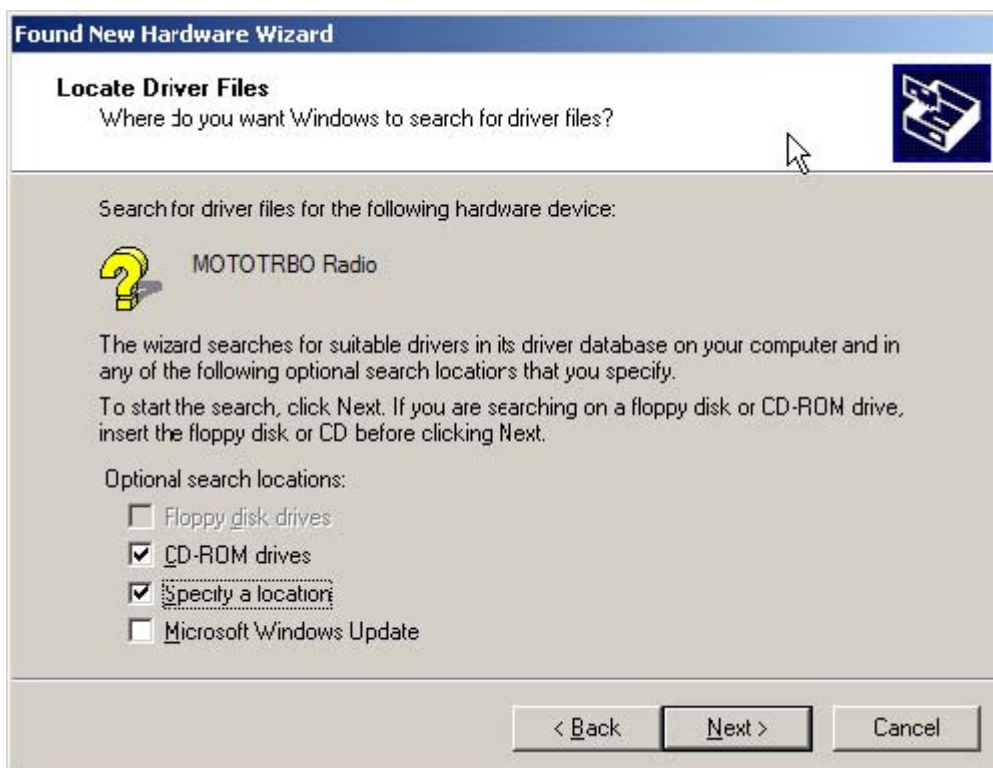 Found New Hardware Wizard
Locate Driver Files
Where do you want Windows to search for driver files?
Search for driver files for the following hardware device:
MOTOTRBO Radio
The wizard searches for suitable drivers in its driver database on your computer and in
any of the following optional search locations that you specify.
To start the search, click Next. If you are searching on a floppy disk or CD-ROM drive,
insert the floppy disk or CD before clicking Next.
Optional search locations:
Floppy disk drives
CD-ROM drives
Specify a location
Microsoft Windows Update
< Back Next > Cancel